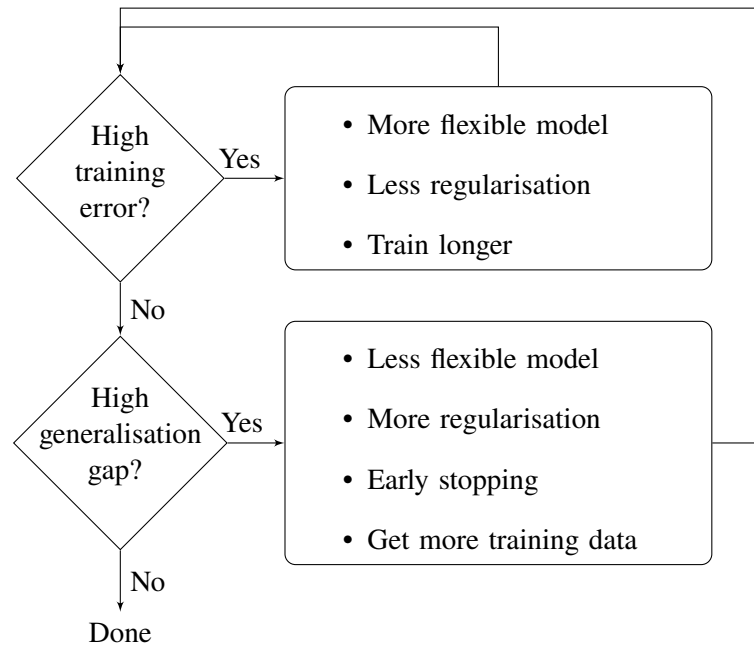 High
training
error?
Yes
• More flexible model
• Less regularisation
• Train longer
No
High
generalisation
gap?
Yes
• Less flexible model
• More regularisation
• Early stopping
• Get more training data
No
Done